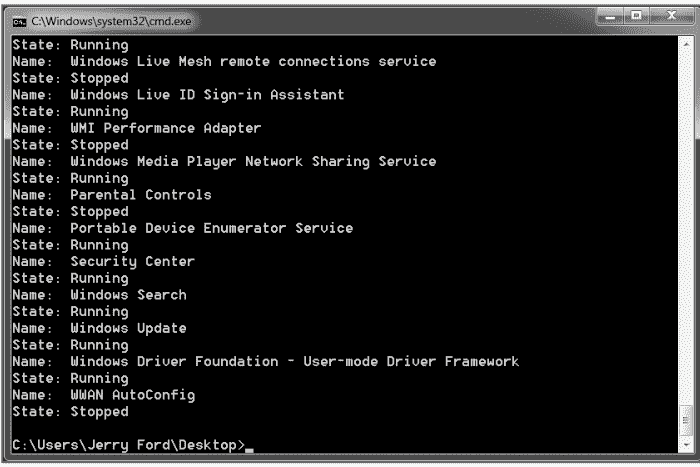 C:\Windows\system32\cmd.exe
State: Running
Name:  Windows Live Mesh remote connections service
State: Stopped
Name:  Windows Live ID Sign-in Assistant
State: Running
Name:  WMI Performance Adapter
State: Stopped
Name:  Windows Media Player Network Sharing Service
State: Running
Name:  Parental Controls
State: Stopped
Name:  Portable Device Enumerator Service
State: Running
Name:  Security Center
State: Running
Name:  Windows Search
State: Running
Name:  Windows Update
State: Running
Name:  Windows Driver Foundation - User-mode Driver Framework
State: Running
Name:  WWAN AutoConfig
State: Stopped
C:\Users\Jerry Ford\Desktop>_